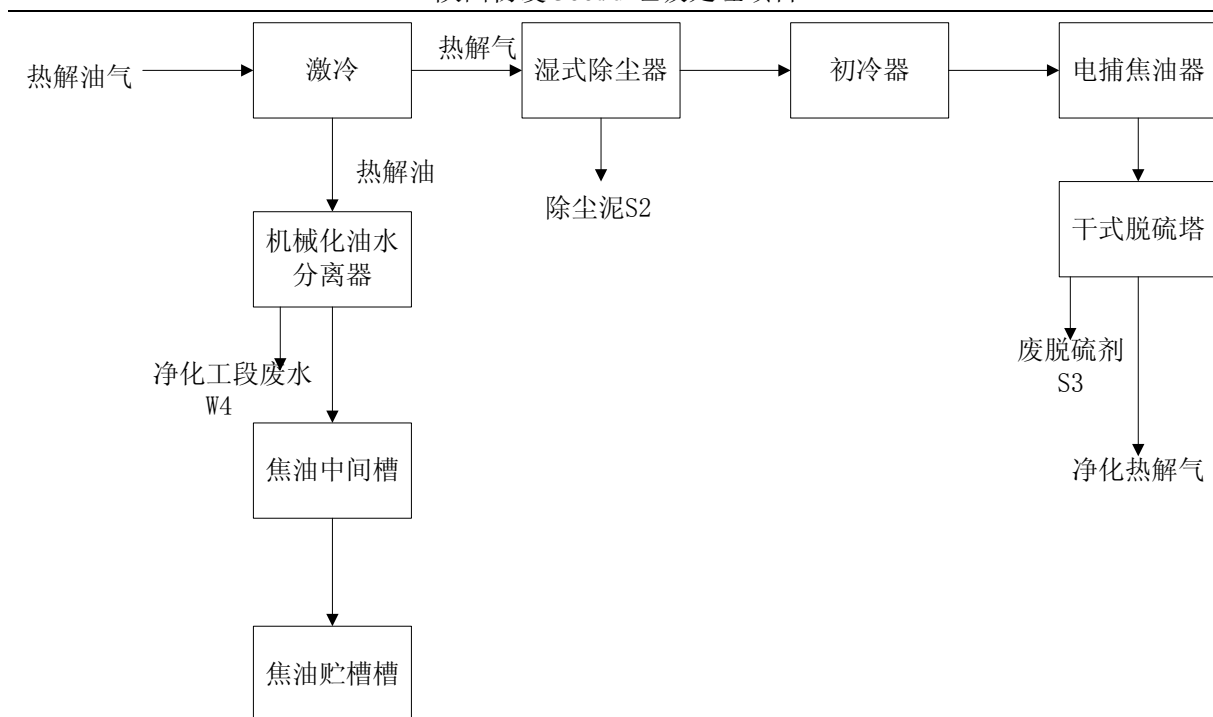 热解油气
激冷
热解气
湿式除尘器
初冷器
电捕焦油器
热解油
除尘泥S2
机械化油水
分离器
干式脱硫塔
净化工段废水
W4
废脱硫剂
S3
焦油中间槽
净化热解气
焦油贮槽槽